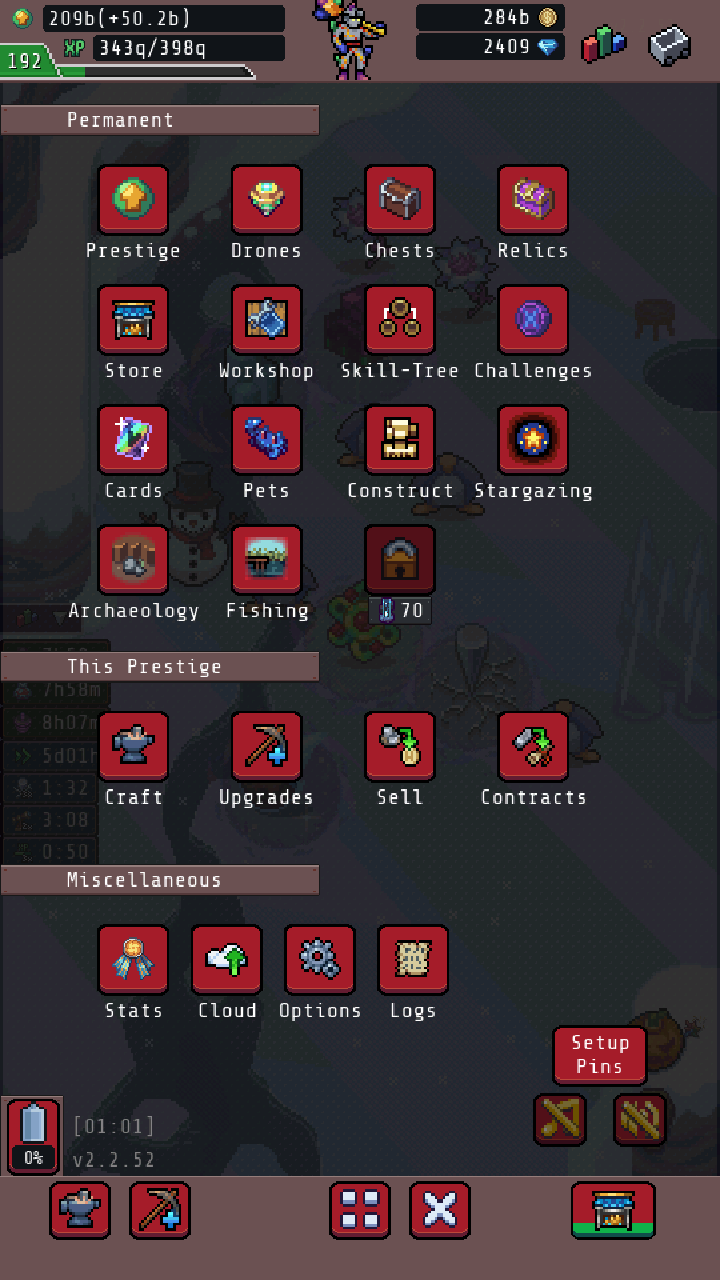 209b(+50.2b)
284b
192
XP
343q/398q
2409
Permanent
Prestige
Drones
Chests
Relics
Store
Workshop
Skill-Tree
Challenges
Cards
Pets
Construct
Stargazing
Archaeology
Fishing
70
This Prestige
7h58m
8h07m
5d01h
1:32
3:08
0:50
Craft
Upgrades
Sell
Contracts
Miscellaneous
Stats
Cloud
Options
Logs
Setup
Pins
0%
[01:01]
v2.2.52